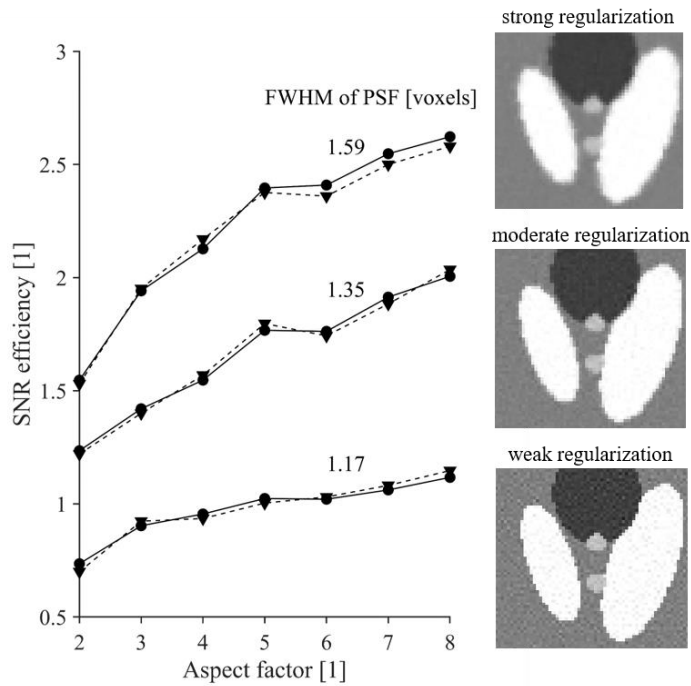 strong regularization
3
FWHM of PSF [voxels]
1.59
2.5
moderate regularization
2
1.35
SNR efficiency [1]
1.5
weak regularization
1.17
1
0.5
2 3 4 5 6 7 8
Aspect factor [1]